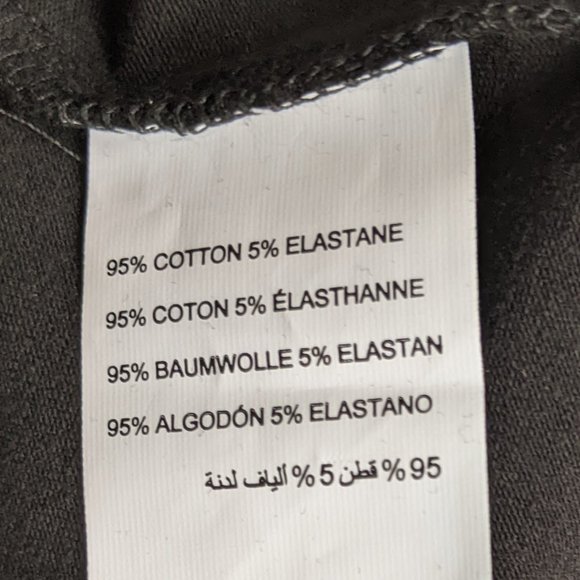 95% COTTON 5% ELASTANE
95% COTON 5% ÉLASTHANNE
95% BAUMWOLLE 5% ELASTAN
95% ALGODÓN 5% ELASTANO
95 % قطن 5 % ألياف لدنة